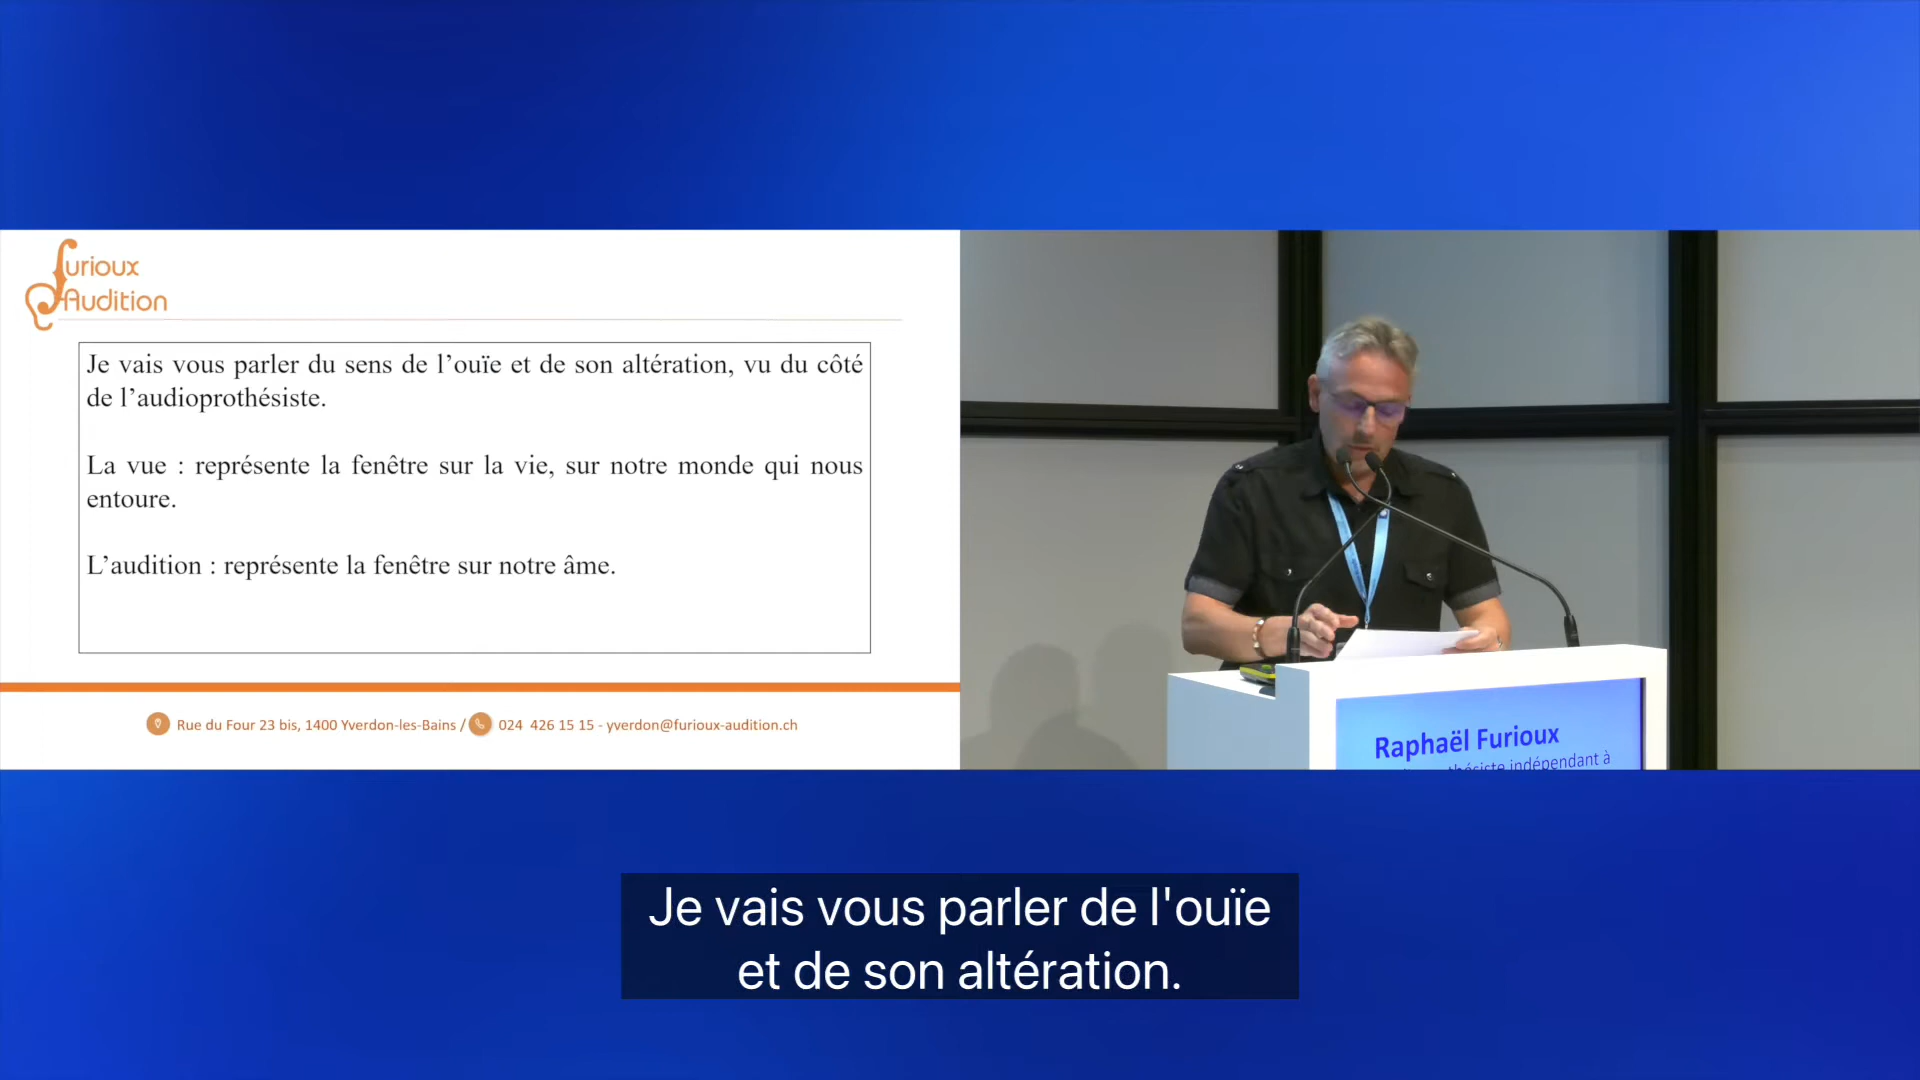 Furioux
Audition
Je vais vous parler du sens de l'ouïe et de son altération, vu du côté
de l'audioprothésiste.
La vue : représente la fenêtre sur la vie, sur notre monde qui nous
entoure.
L'audition : représente la fenêtre sur notre âme.
Rue du Four 23 bis, 1400 Yverdon-les-Bains / 024 426 15 15 - yverdon@furioux-audition.ch
Raphaël Furioux
indépendant à
Je vais vous parler de l'ouïe
et de son altération.